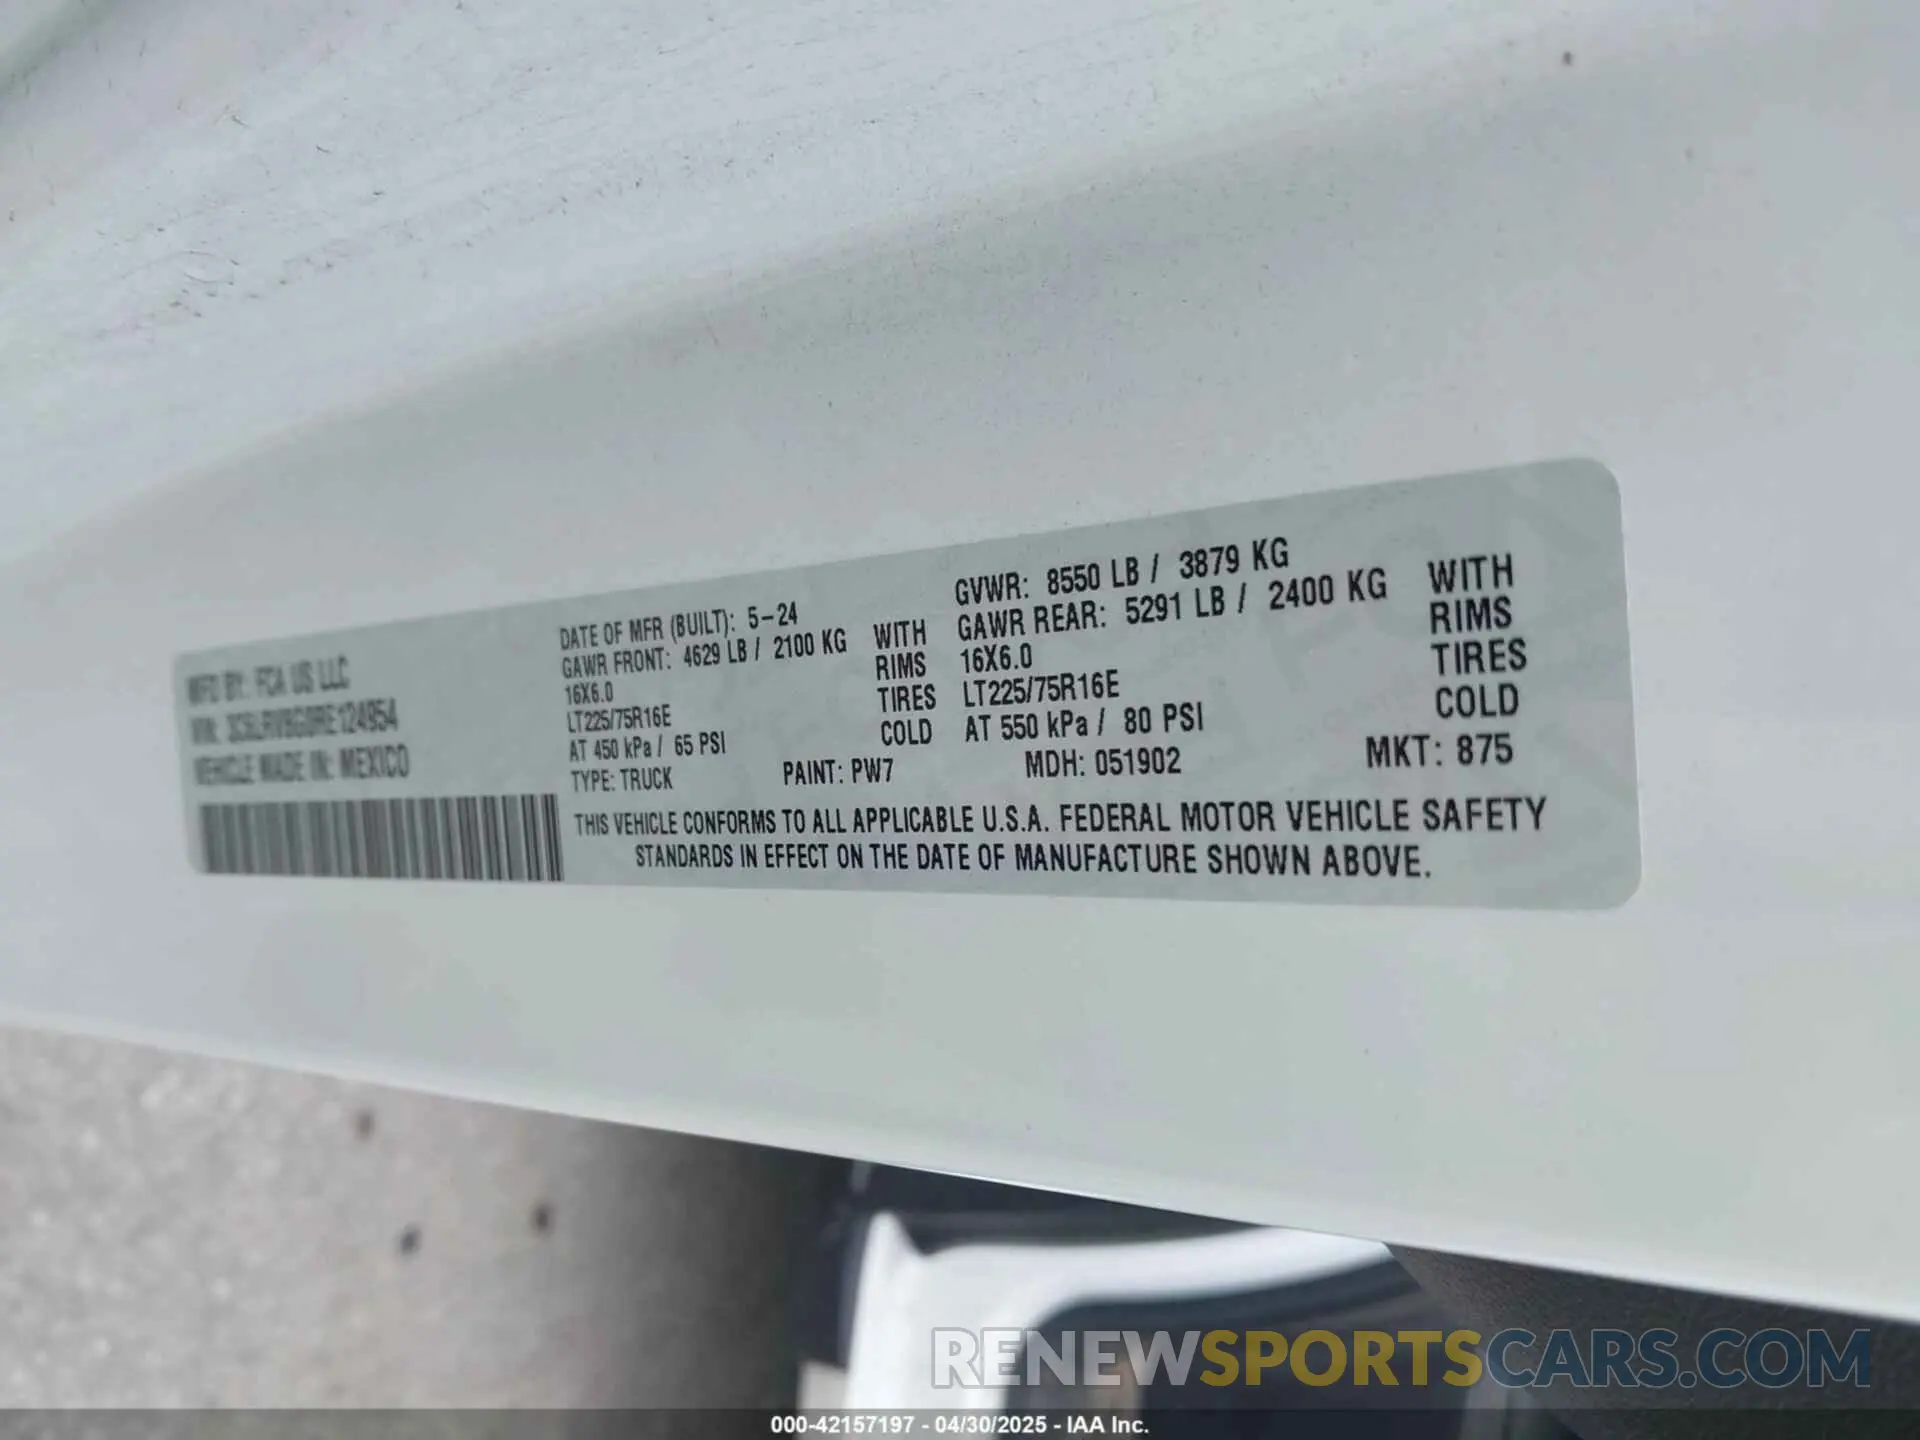 MFD BY: FCA US LLC
VIN: 3C6LRVBG0RE124954
VEHICLE MADE IN: MEXICO
DATE OF MFR (BUILT): 5-24
GAWR FRONT: 4629 LB / 2100 KG WITH
16X6.0 RIMS
LT225/75R16E TIRES
AT 450 kPa / 65 PSI COLD
GVWR: 8550 LB / 3879 KG
GAWR REAR: 5291 LB / 2400 KG WITH
16X6.0 RIMS
LT225/75R16E TIRES
AT 550 kPa / 80 PSI COLD
TYPE: TRUCK PAINT: PW7 MDH: 051902 MKT: 875
THIS VEHICLE CONFORMS TO ALL APPLICABLE U.S.A. FEDERAL MOTOR VEHICLE SAFETY
STANDARDS IN EFFECT ON THE DATE OF MANUFACTURE SHOWN ABOVE.
RENEWSPORTSCARS.COM
000-42157197 - 04/30/2025 - IAA Inc.